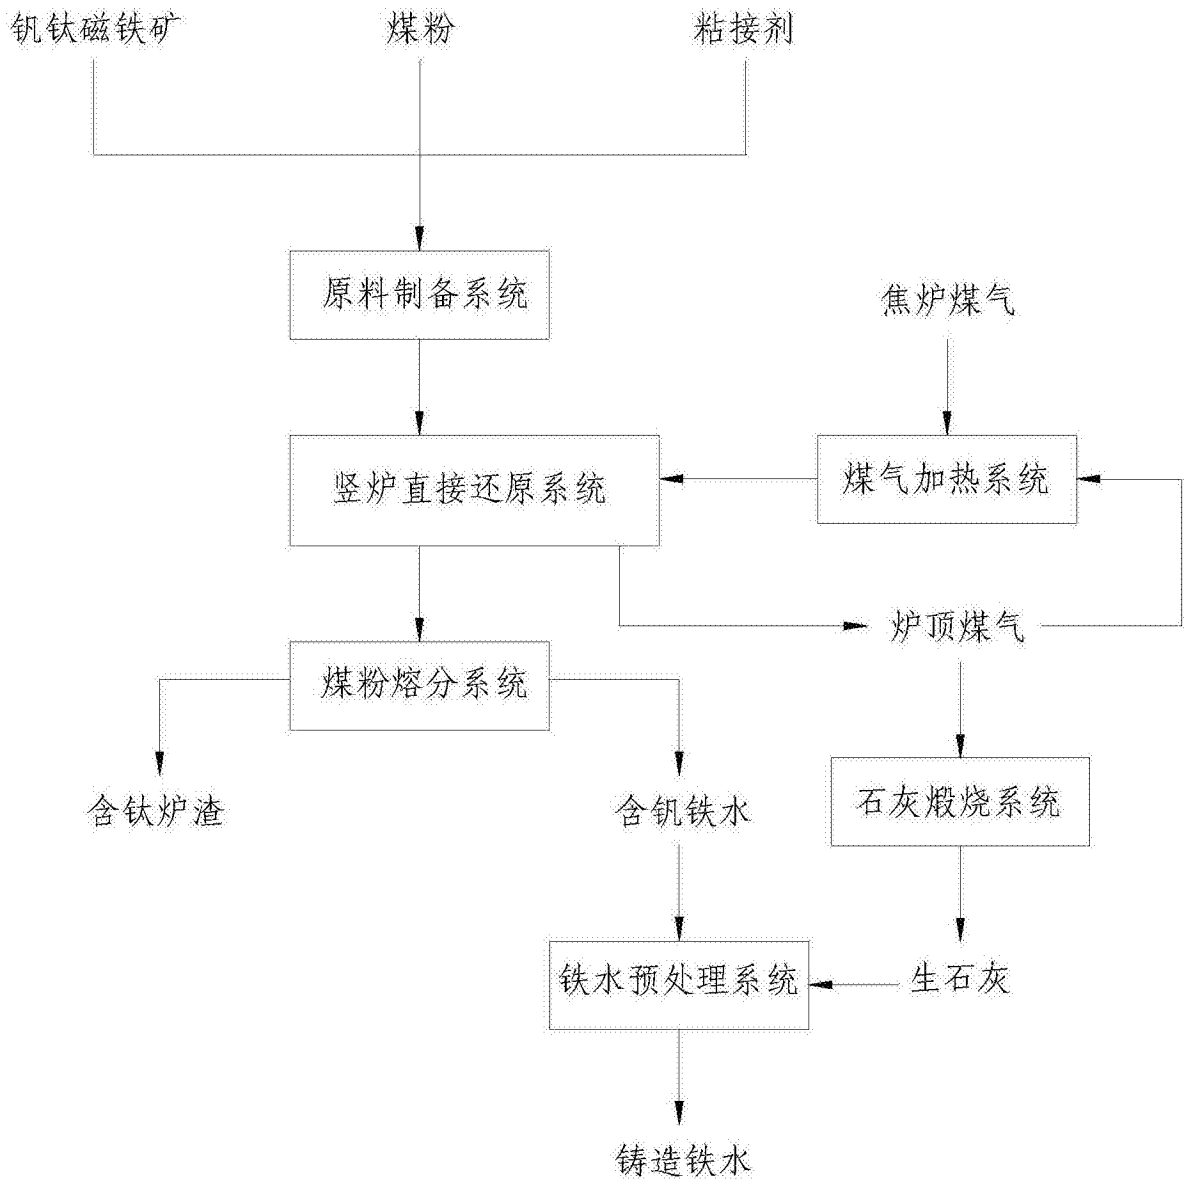 钒钛磁铁矿
煤粉
粘接剂
原料制备系统
焦炉煤气
竖炉直接还原系统
煤气加热系统
炉顶煤气
煤粉熔分系统
石灰煅烧系统
含钛炉渣
含钒铁水
铁水预处理系统
生石灰
铸造铁水